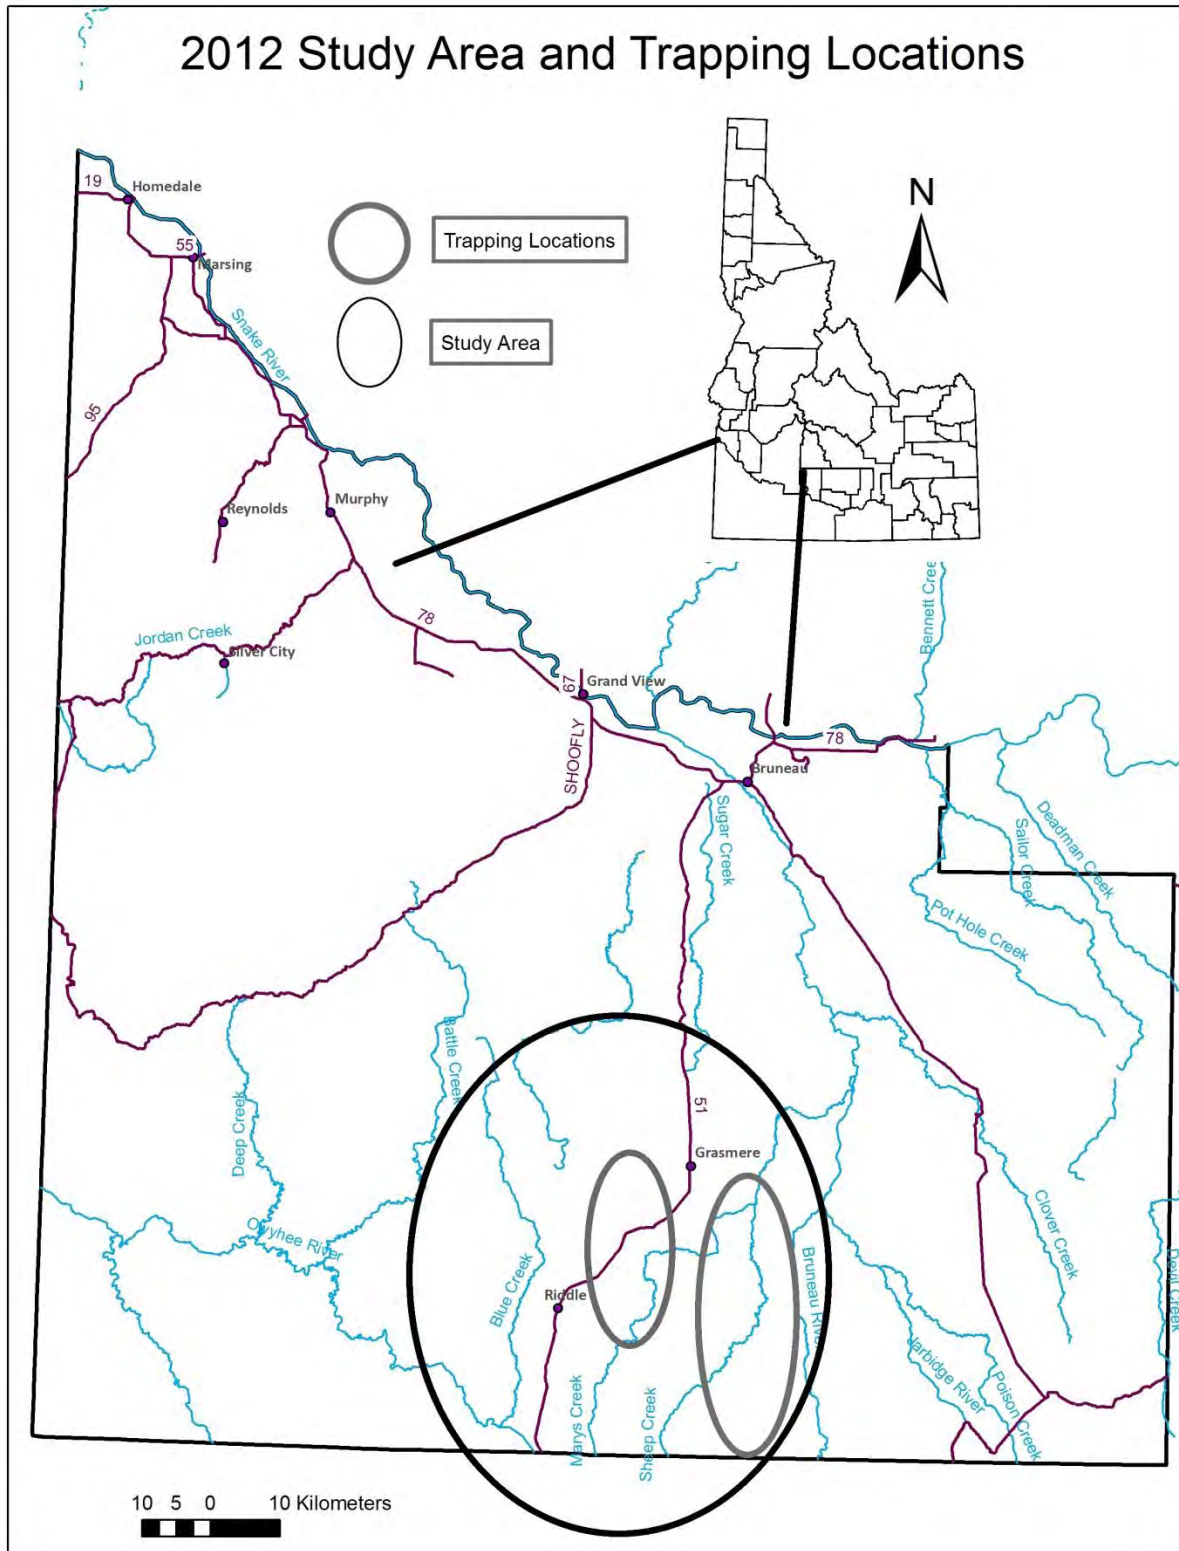 2012 Study Area and Trapping Locations
N
19
Homedale
Trapping Locations
55
Marsing
Snake River
Study Area
95
Reynolds
Murphy
Bennett Cree
78
Jordan Creek
Silver City
67
Grand View
SHOOFLY
78
Bruneau
Sugar Creek
Sailor Creek
Deadman Creek
Pot Hole Creek
Battle Creek
Deep Creek
51
Grasmere
Owyhee River
Blue Creek
Riddle
Bruneau River
Clover Creek
Devil Creek
Jarbidge River
Poison Creek
Marys Creek
Sheep Creek
10 5 0 10 Kilometers